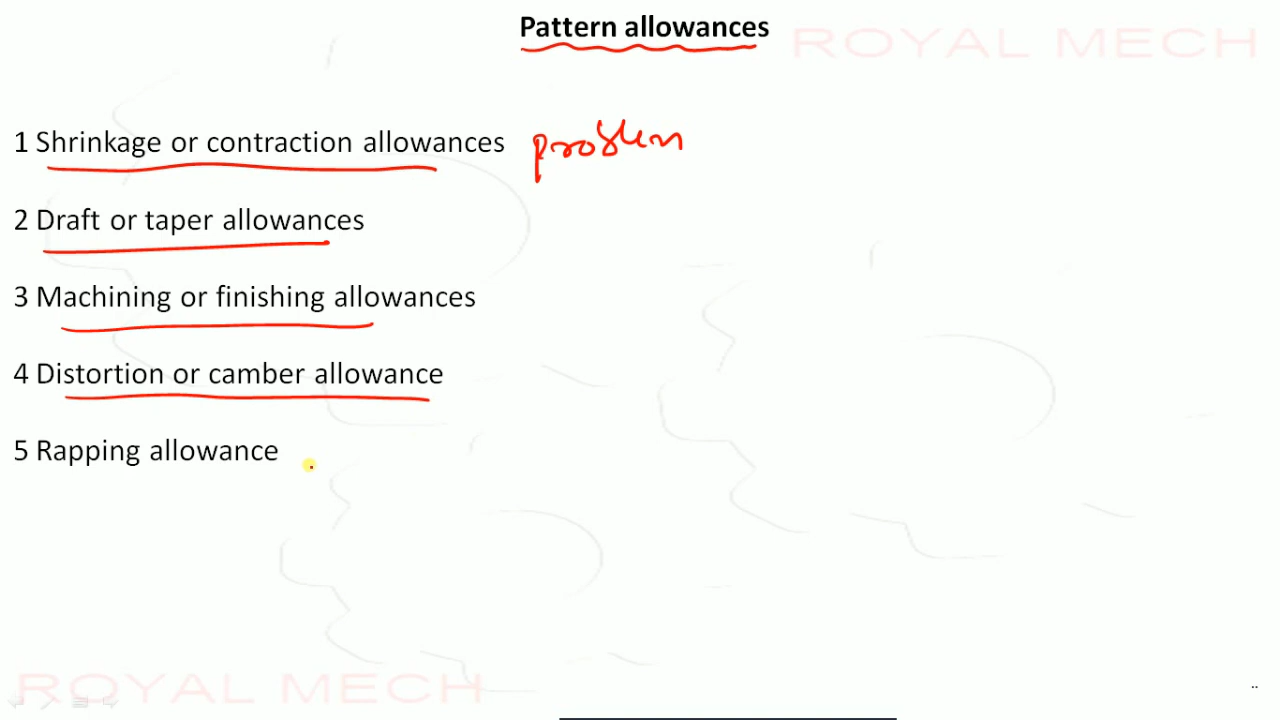 Pattern allowances
ROYAL MECH
1 Shrinkage or contraction allowances problem
2 Draft or taper allowances
3 Machining or finishing allowances
4 Distortion or camber allowance
5 Rapping allowance
ROYAL MECH